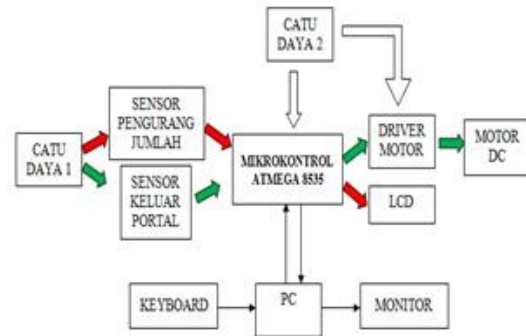 CATU
DAYA 2
SENSOR
PENGURANG
JUMLAH
CATU
DAYA 1
SENSOR
KELUAR
PORTAL
MIKROKONTROL
ATMEGA 8535
DRIVER
MOTOR
MOTOR
DC
LCD
KEYBOARD
PC
MONITOR